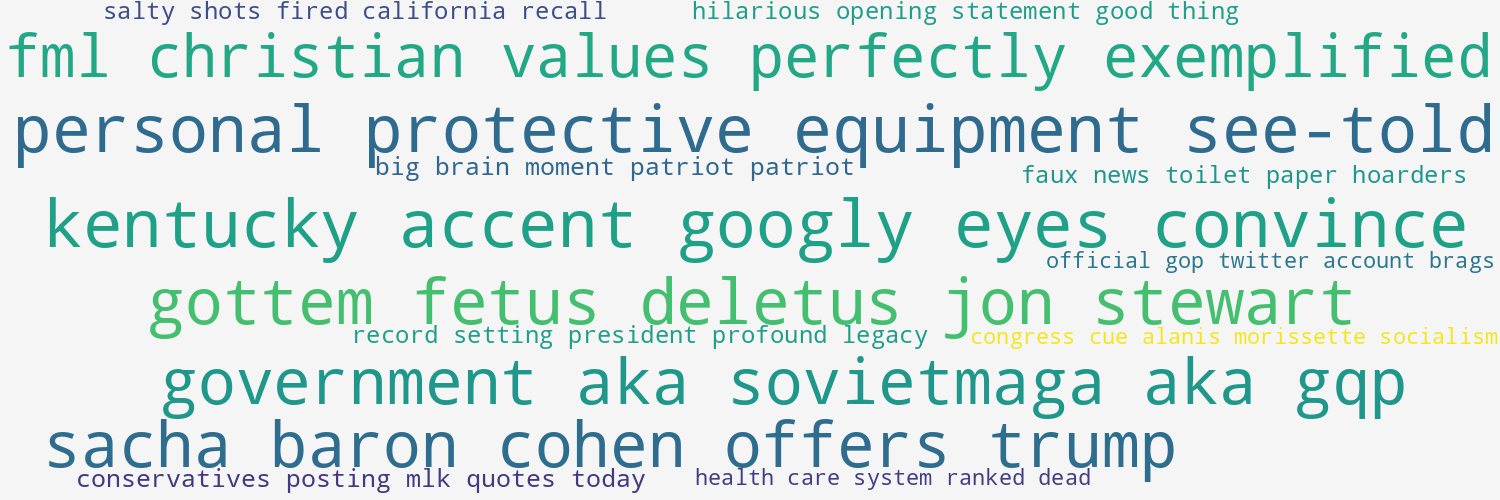 salty shots fired california recall
hilarious opening statement good thing
fml christian values perfectly exemplified
personal protective equipment see-told
big brain moment patriot patriot
faux news toilet paper hoarders
kentucky accent googly eyes convince
official gop twitter account brags
gottem fetus deletus jon stewart
record setting president profound legacy
congress cue alanis morissette socialism
government aka sovietmaga aka gqp
sacha baron cohen offers trump
conservatives posting mlk quotes today
health care system ranked dead